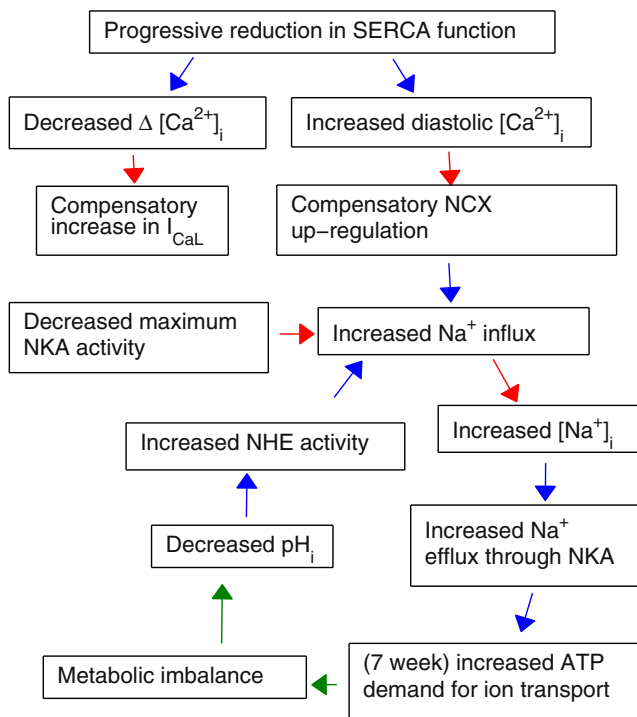 Progressive reduction in SERCA function
Decreased Δ [Ca²⁺]ᵢ
Increased diastolic [Ca²⁺]ᵢ
Compensatory
increase in I_CaL
Compensatory NCX
up−regulation
Decreased maximum
NKA activity
Increased Na⁺ influx
Increased NHE activity
Increased [Na⁺]ᵢ
Decreased pHᵢ
Increased Na⁺
efflux through NKA
Metabolic imbalance
(7 week) increased ATP
demand for ion transport